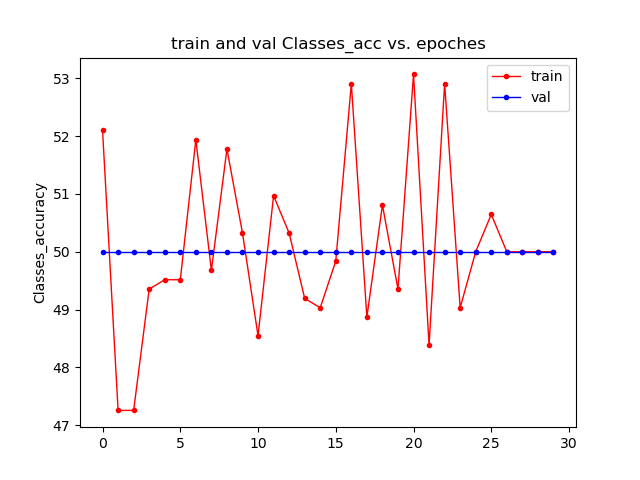 train and val Classes_acc vs. epoches
train
val
Classes_accuracy
53
52
51
50
49
48
47
0 5 10 15 20 25 30